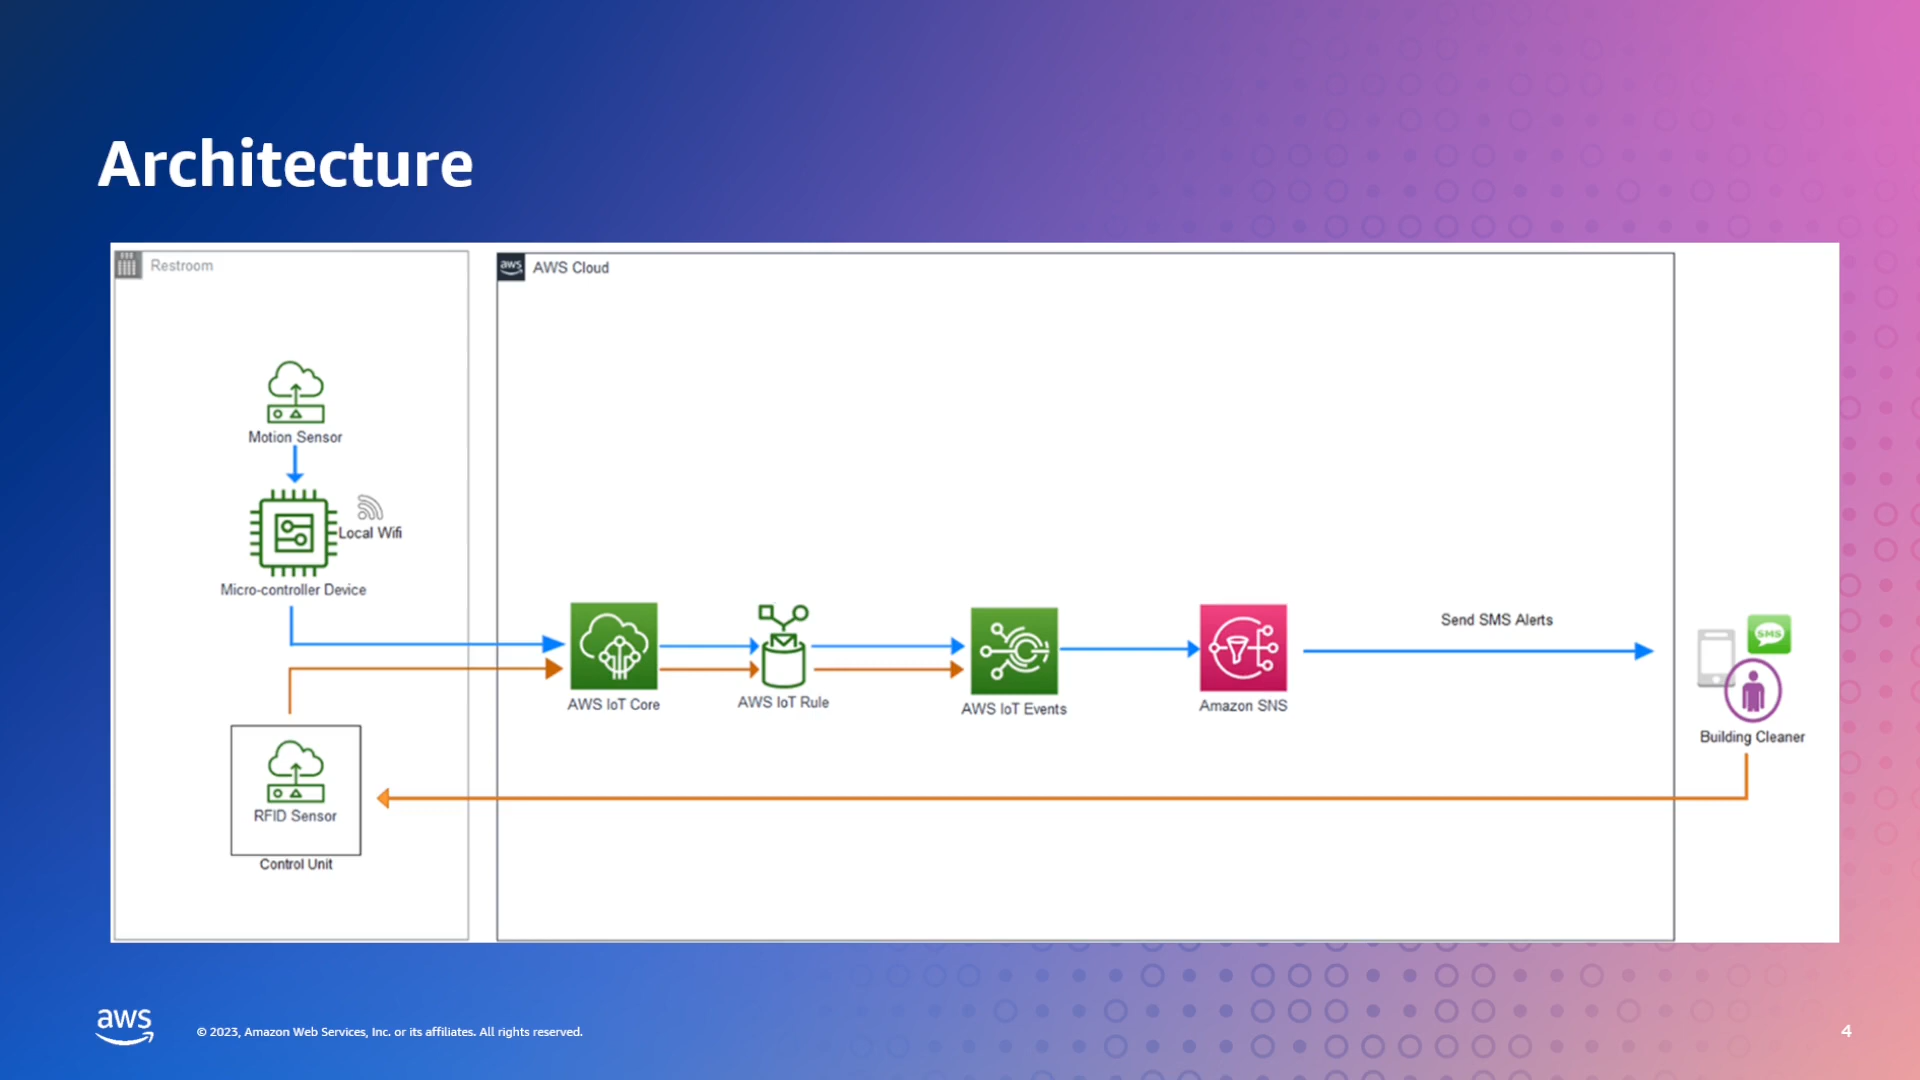 Architecture
Restroom
aws
AWS Cloud
Motion Sensor
Local Wifi
Micro-controller Device
AWS IoT Core
AWS IoT Rule
AWS IoT Events
Amazon SNS
Send SMS Alerts
SMS
Building Cleaner
RFID Sensor
Control Unit
aws
© 2023, Amazon Web Services, Inc. or its affiliates. All rights reserved.
4